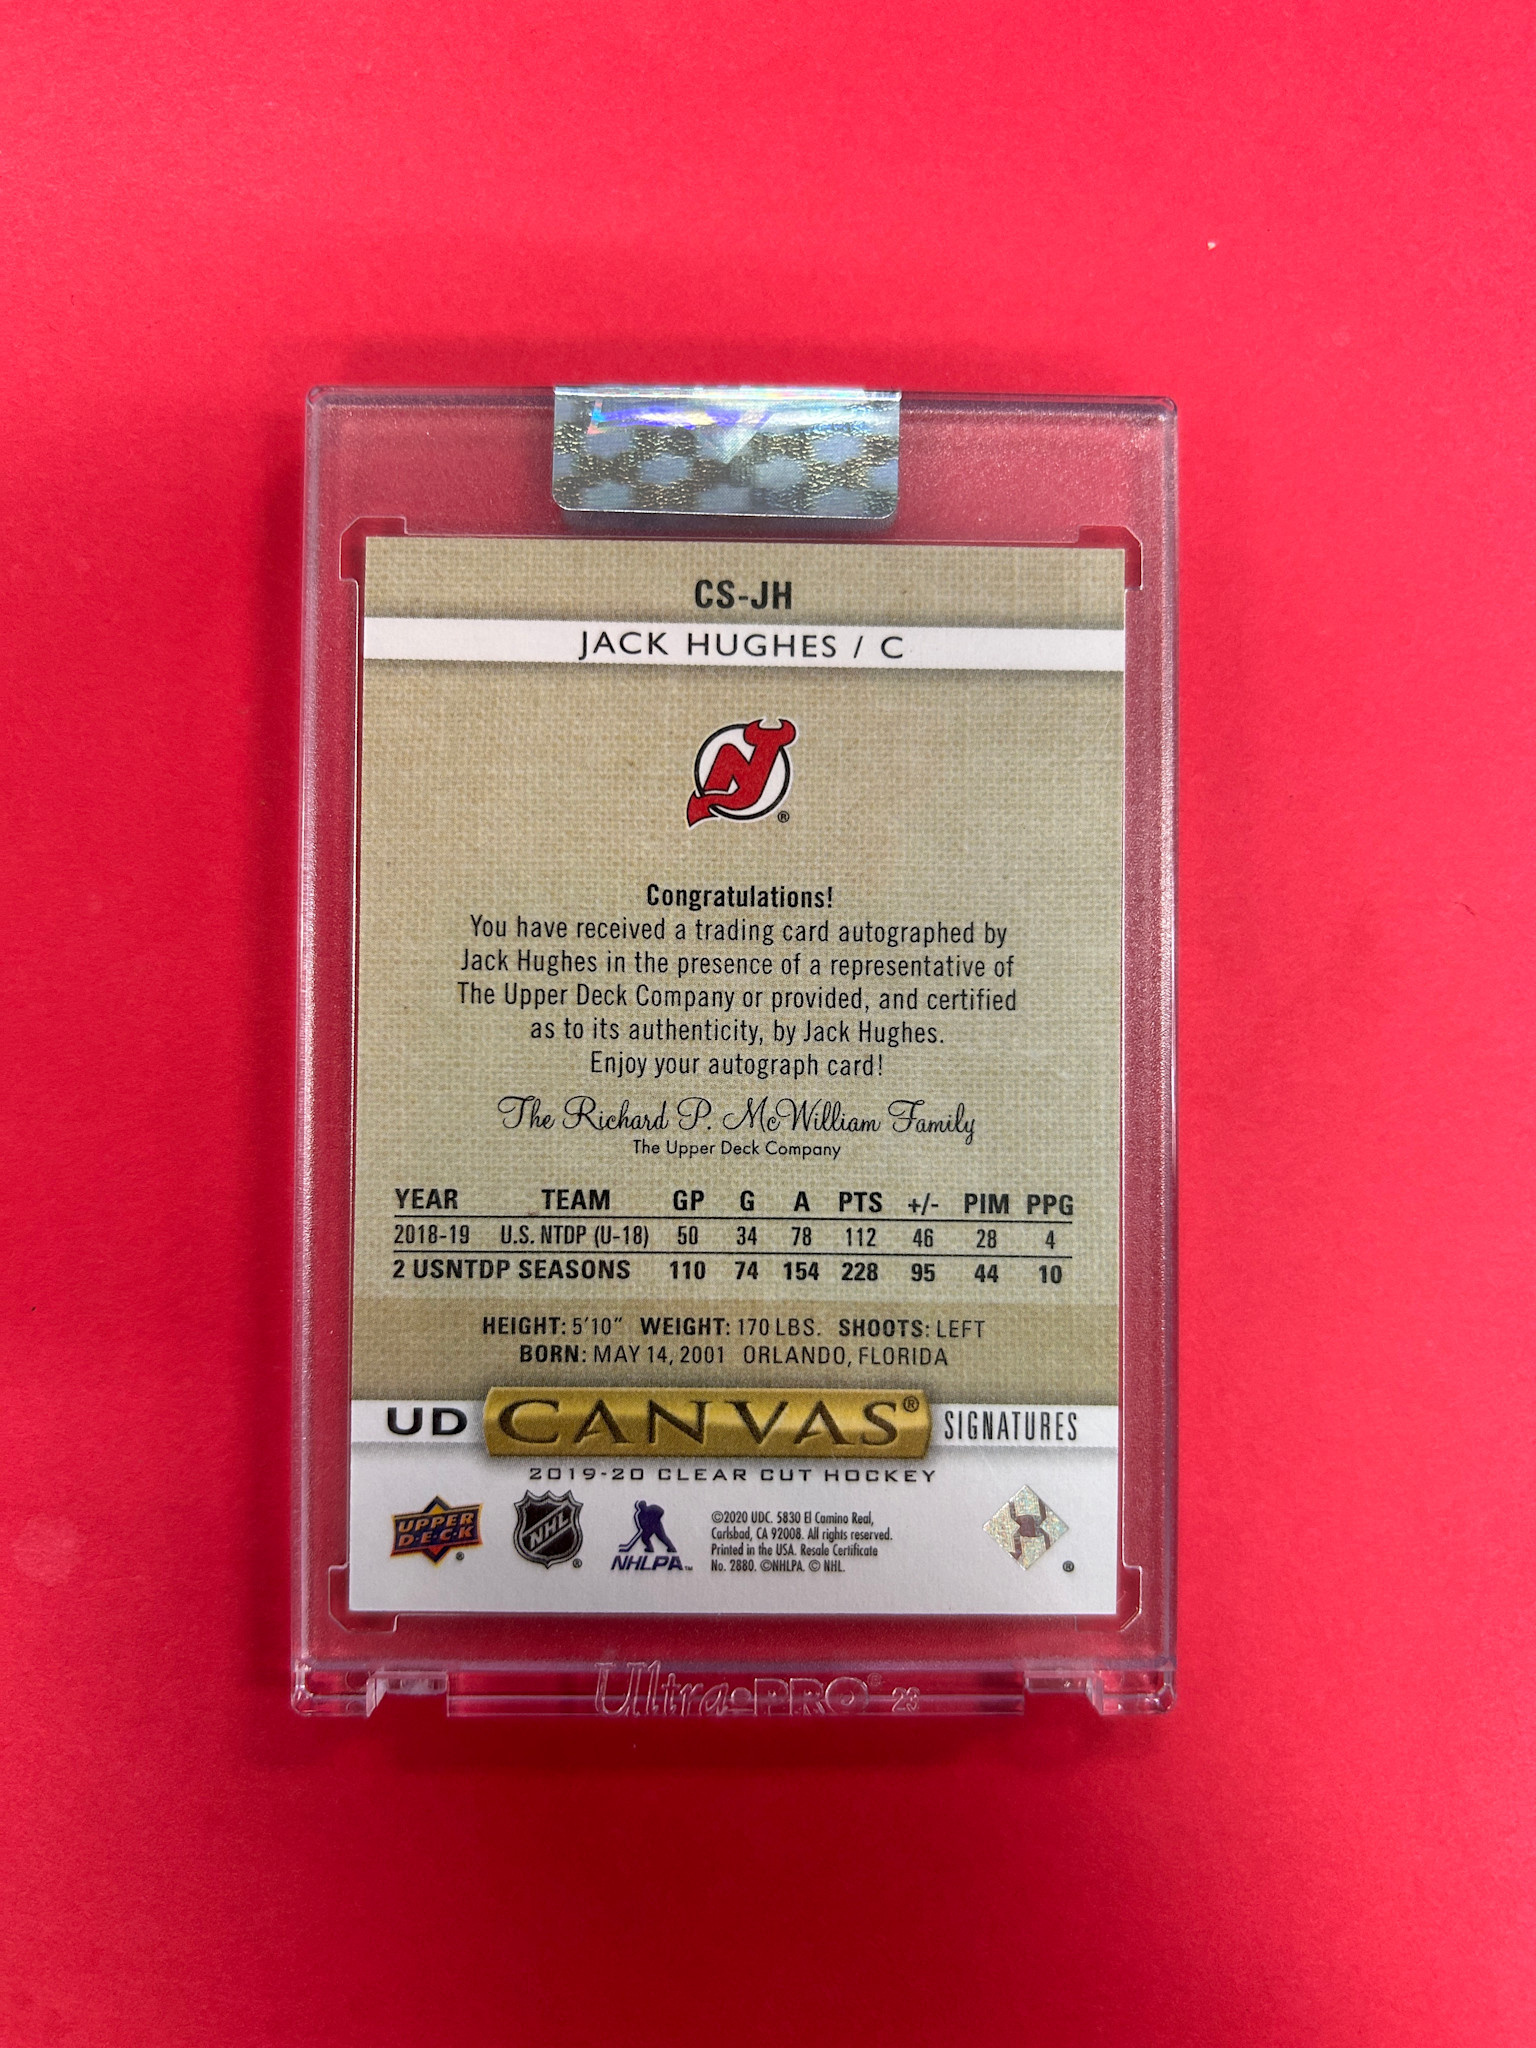 CS-JH
JACK HUGHES / C
NJ
®
Congratulations!
You have received a trading card autographed by
Jack Hughes in the presence of a representative of
The Upper Deck Company or provided, and certified
as to its authenticity, by Jack Hughes.
Enjoy your autograph card!
The Richard P. McWilliam Family
The Upper Deck Company
YEAR TEAM GP G A PTS +/- PIM PPG
2018-19 U.S. NTDP (U-18) 50 34 78 112 46 28 4
2 USNTDP SEASONS 110 74 154 228 95 44 10
HEIGHT: 5'10" WEIGHT: 170 LBS. SHOOTS: LEFT
BORN: MAY 14, 2001 ORLANDO, FLORIDA
UD CANVAS® SIGNATURES
2019-20 CLEAR CUT HOCKEY
UPPER
D·E·C·K
®
NHL
®
NHLPA™
©2020 UDC. 5830 El Camino Real,
Carlsbad, CA 92008. All rights reserved.
Printed in the USA. Resale Certificate
No. 2880. ©NHLPA. © NHL.
®
Ultra•PRO® 23